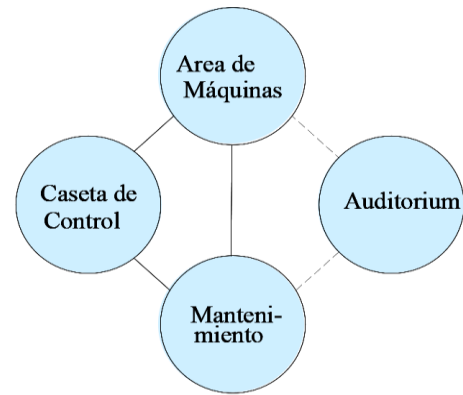 Area de
Máquinas
Caseta de
Control
Auditorium
Manteni-
miento